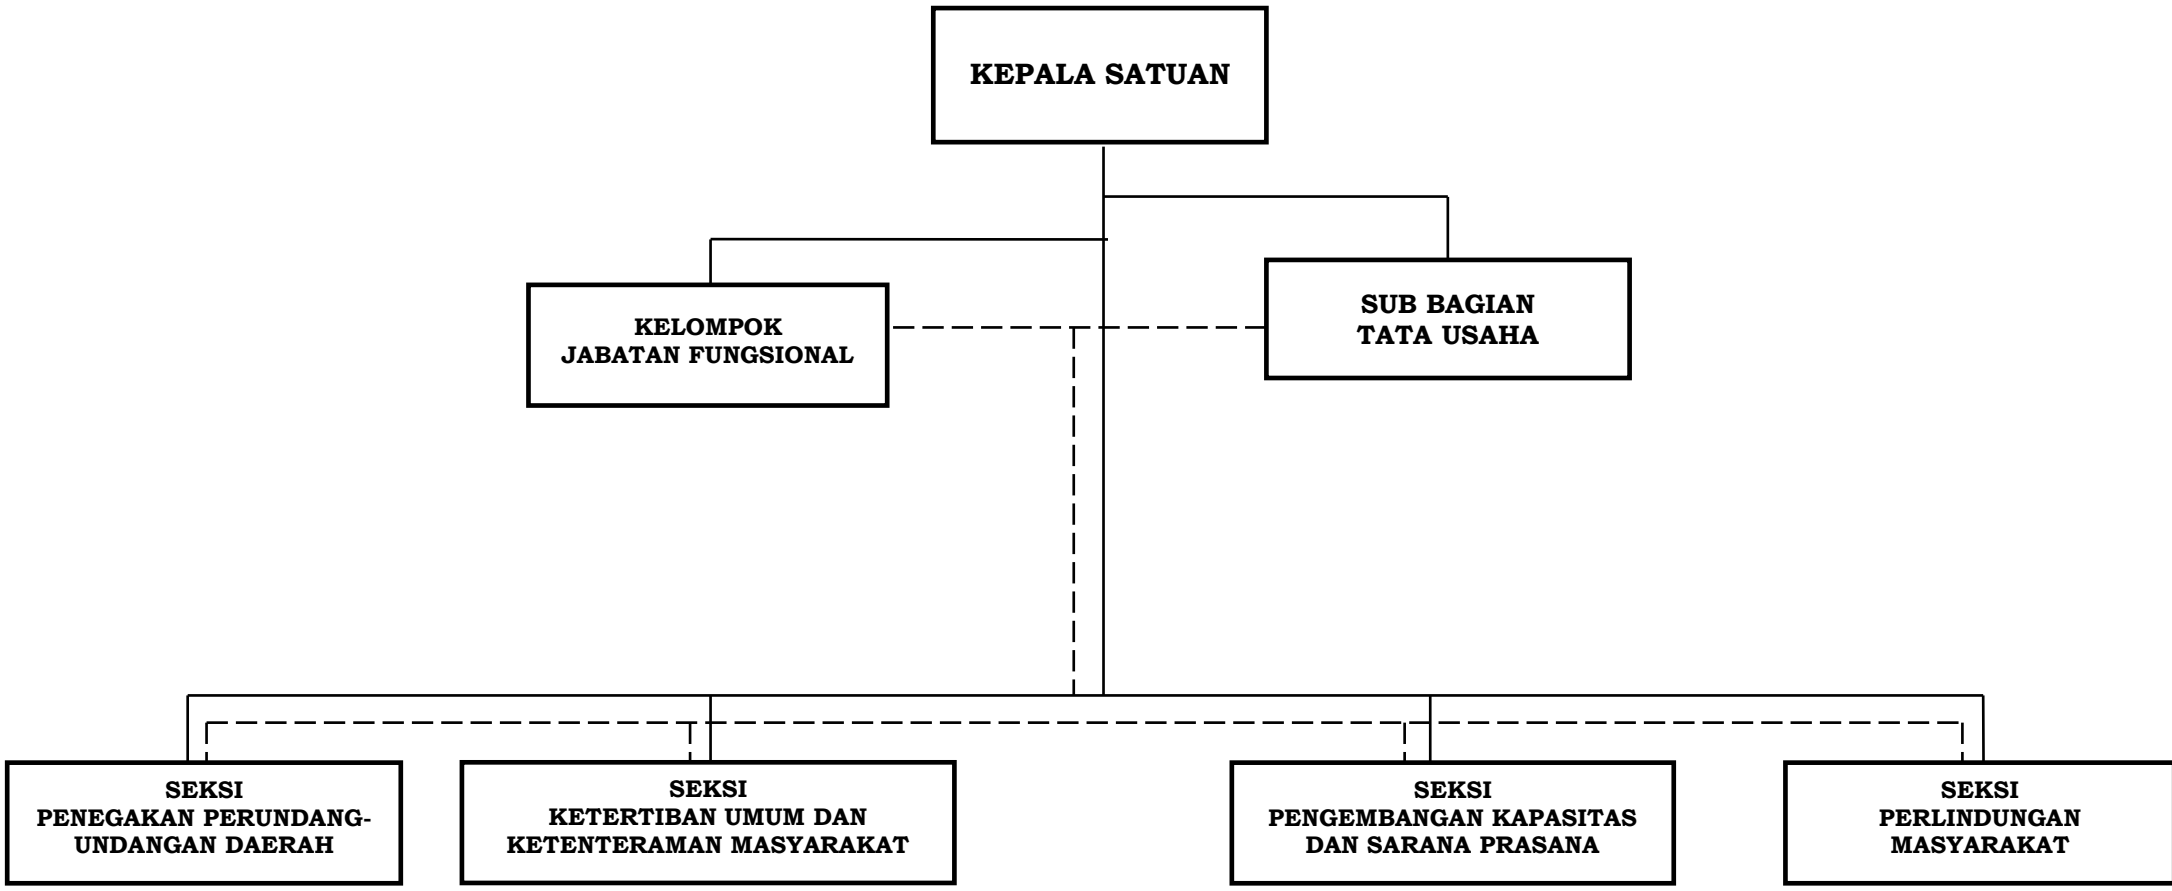 KEPALA SATUAN
SUB BAGIAN
TATA USAHA
KELOMPOK
JABATAN FUNGSIONAL
SEKSI
PENEGAKAN PERUNDANG-
UNDANGAN DAERAH
SEKSI
KETERTIBAN UMUM DAN
KETENTERAMAN MASYARAKAT
SEKSI
PENGEMBANGAN KAPASITAS
DAN SARANA PRASANA
SEKSI
PERLINDUNGAN
MASYARAKAT